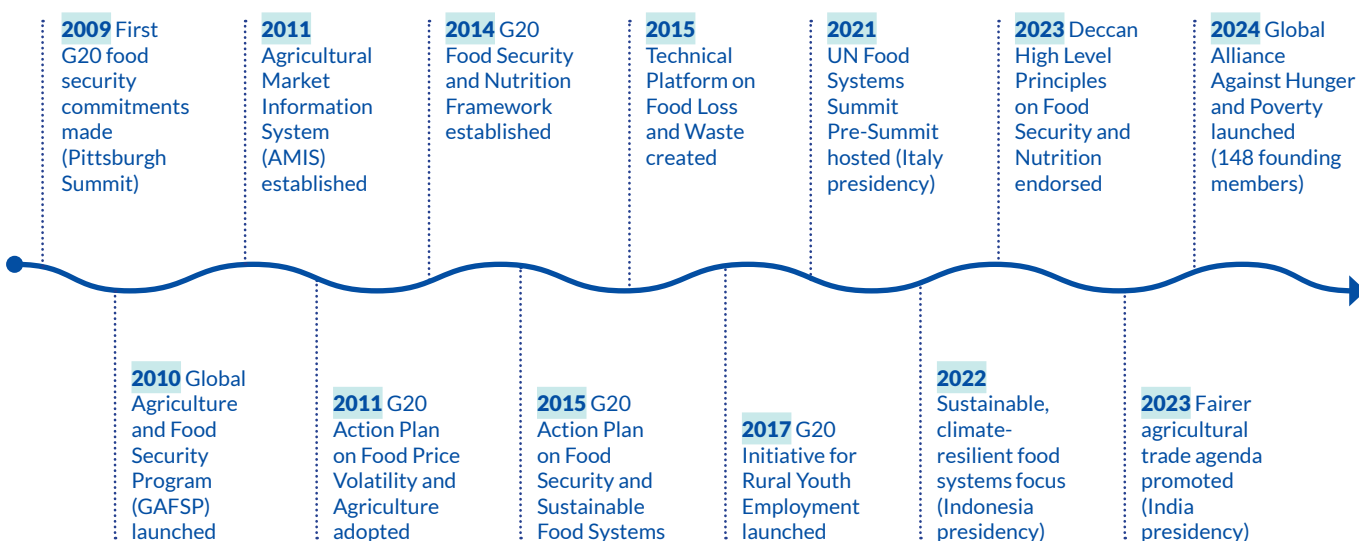 2009 First
G20 food
security
commitments
made
(Pittsburgh
Summit)
2011
Agricultural
Market
Information
System
(AMIS)
established
2014 G20
Food Security
and Nutrition
Framework
established
2015
Technical
Platform on
Food Loss
and Waste
created
2021
UN Food
Systems
Summit
Pre-Summit
hosted (Italy
presidency)
2023 Deccan
High Level
Principles
on Food
Security and
Nutrition
endorsed
2024 Global
Alliance
Against Hunger
and Poverty
launched
(148 founding
members)
2010 Global
Agriculture
and Food
Security
Program
(GAFSP)
launched
2011 G20
Action Plan
on Food Price
Volatility and
Agriculture
adopted
2015 G20
Action Plan
on Food
Security and
Sustainable
Food Systems
2017 G20
Initiative for
Rural Youth
Employment
launched
2022
Sustainable,
climate-
resilient food
systems focus
(Indonesia
presidency)
2023 Fairer
agricultural
trade agenda
promoted
(India
presidency)